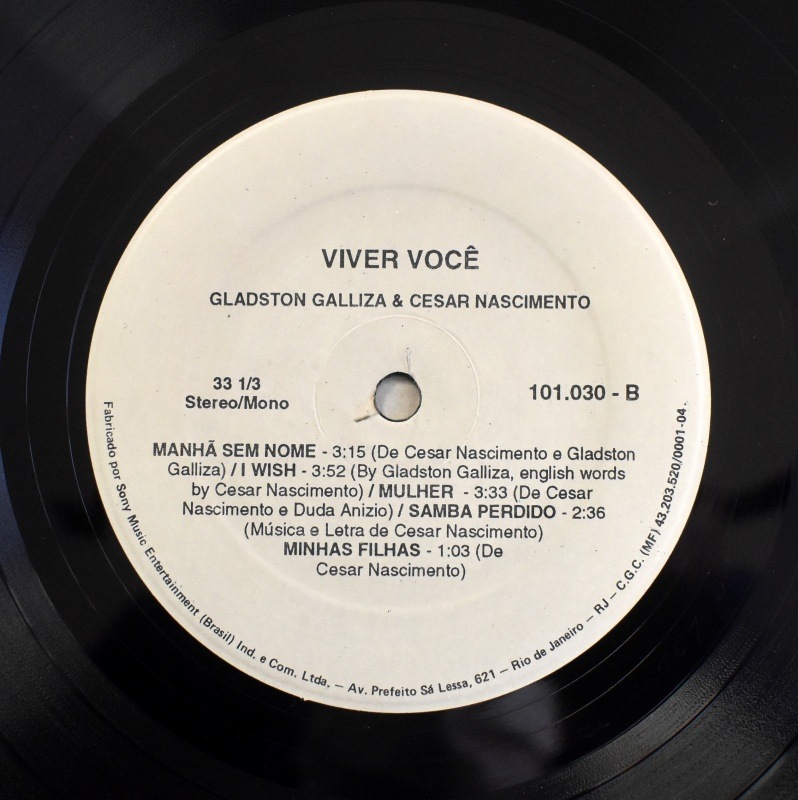 VIVER VOCÊ
GLADSTON GALLIZA & CESAR NASCIMENTO
33 1/3
Stereo/Mono
101.030 - B
MANHÃ SEM NOME - 3:15 (De Cesar Nascimento e Gladston
Galliza) / I WISH - 3:52 (By Gladston Galliza, english words
by Cesar Nascimento) / MULHER - 3:33 (De Cesar
Nascimento e Duda Anizio) / SAMBA PERDIDO - 2:36
(Música e Letra de Cesar Nascimento)
MINHAS FILHAS - 1:03 (De
Cesar Nascimento)
Fabricado por Sony Music Entertainment (Brasil) Ind. e Com. Ltda. – Av. Prefeito Sá Lessa, 621 – Rio de Janeiro – RJ – C.G.C. (MF) 43.203.520/0001-04.